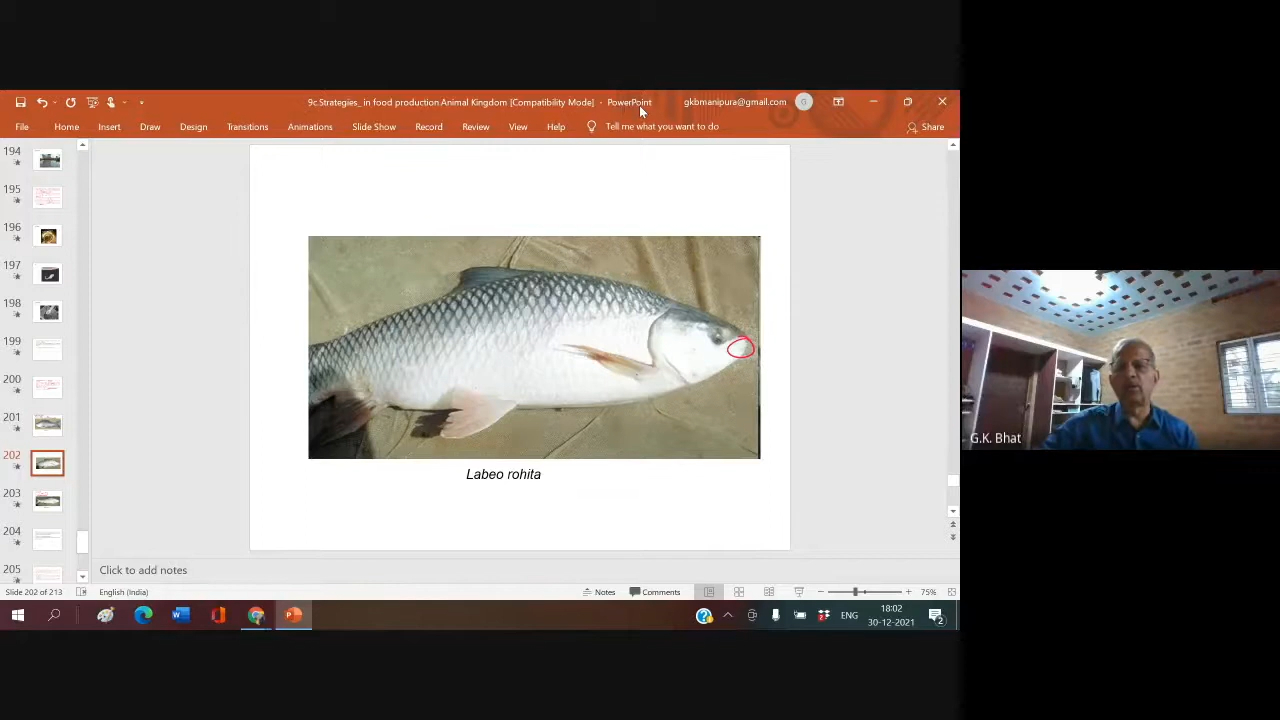 9c.Strategies_ in food production Animal Kingdom [Compatibility Mode] - PowerPoint
gkbmanipura@gmail.com
G
File Home Insert Draw Design Transitions Animations Slide Show Record Review View Help Tell me what you want to do Share
194
195
196
197
198
199
200
201
202
203
204
205
Labeo rohita
G.K. Bhat
Click to add notes
Slide 202 of 213 English (India) Notes Comments 75%
ENG
18:02
30-12-2021
2